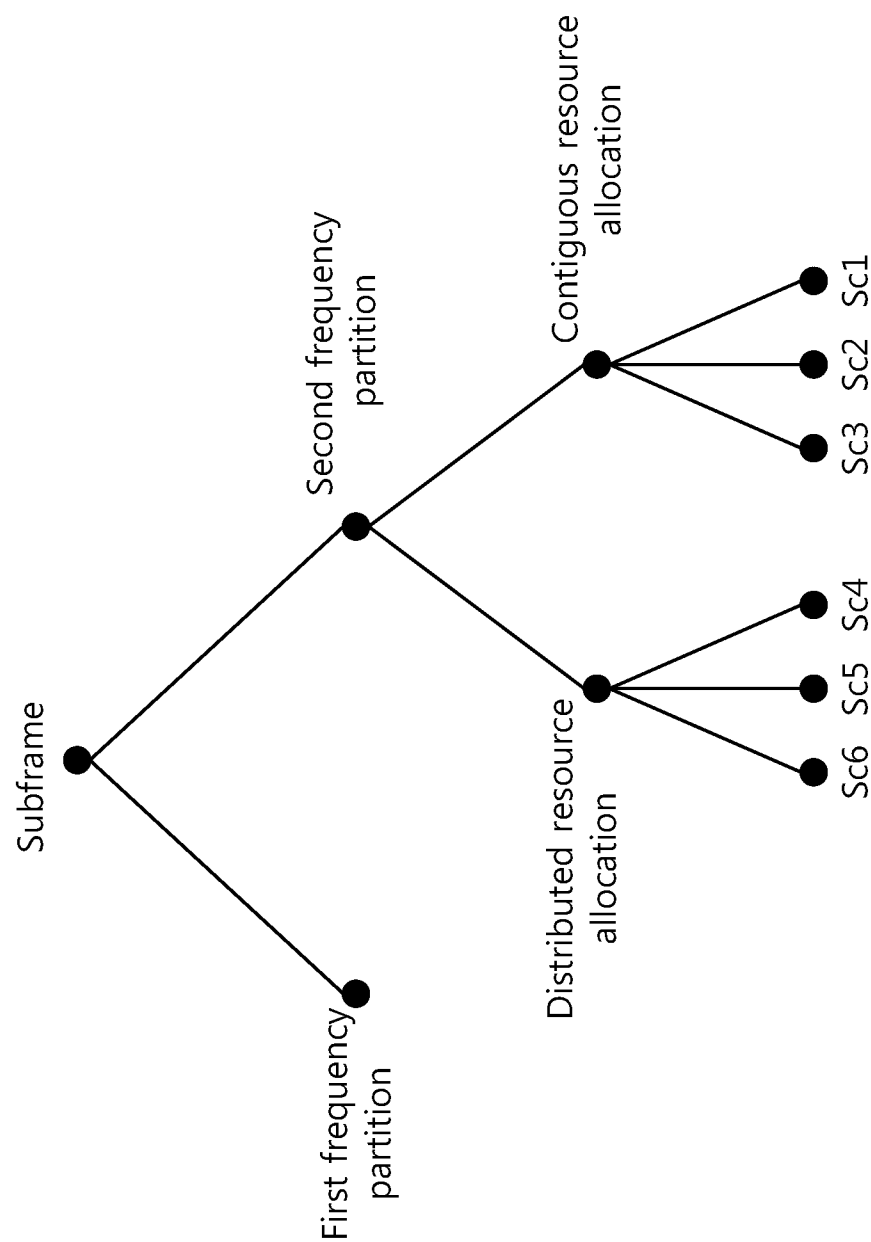 Subframe
First frequency
partition
Second frequency
partition
Distributed resource
allocation
Contiguous resource
allocation
Sc6
Sc5
Sc4
Sc3
Sc2
Sc1